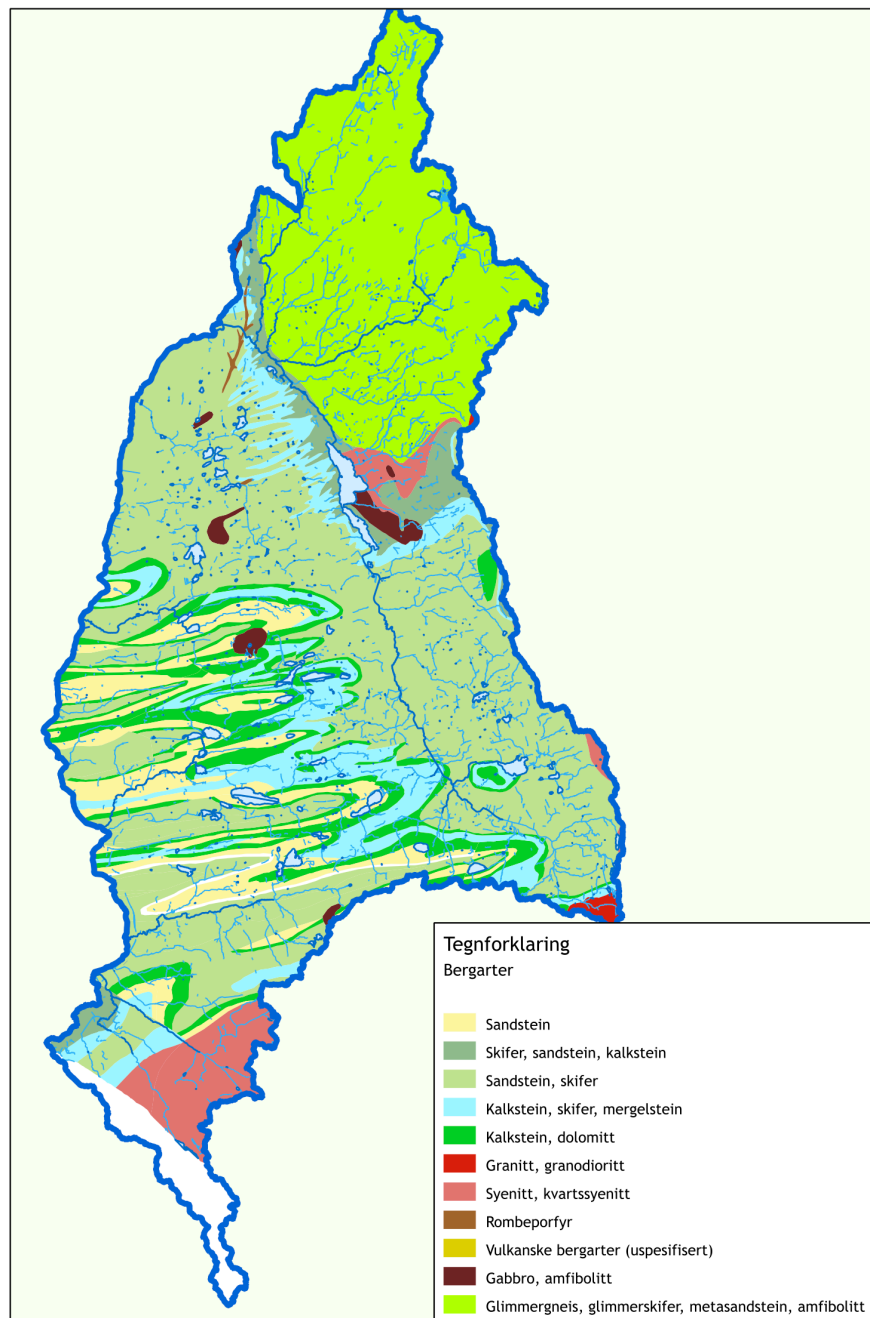 Tegnforklaring
Bergarter
Sandstein
Skifer, sandstein, kalkstein
Sandstein, skifer
Kalkstein, skifer, mergelstein
Kalkstein, dolomitt
Granitt, granodioritt
Syenitt, kvartssyenitt
Rombeporfyr
Vulkanske bergarter (uspesifisert)
Gabbro, amfibolitt
Glimmergneis, glimmerskifer, metasandstein, amfibolitt